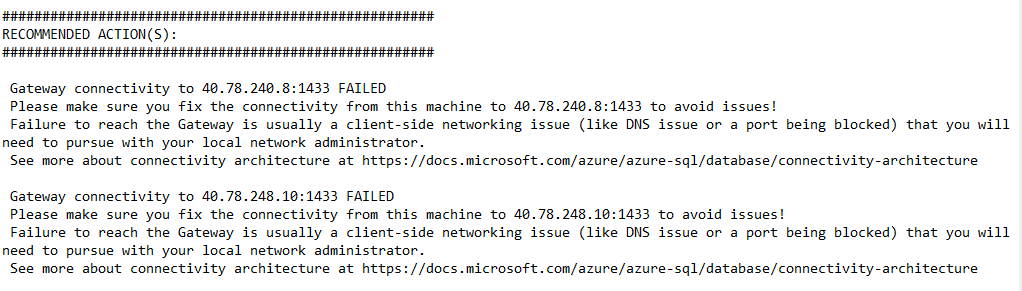 ######################################################
RECOMMENDED ACTION(S):
######################################################
Gateway connectivity to 40.78.240.8:1433 FAILED
Please make sure you fix the connectivity from this machine to 40.78.240.8:1433 to avoid issues!
Failure to reach the Gateway is usually a client-side networking issue (like DNS issue or a port being blocked) that you will
need to pursue with your local network administrator.
See more about connectivity architecture at https://docs.microsoft.com/azure/azure-sql/database/connectivity-architecture
Gateway connectivity to 40.78.248.10:1433 FAILED
Please make sure you fix the connectivity from this machine to 40.78.248.10:1433 to avoid issues!
Failure to reach the Gateway is usually a client-side networking issue (like DNS issue or a port being blocked) that you will
need to pursue with your local network administrator.
See more about connectivity architecture at https://docs.microsoft.com/azure/azure-sql/database/connectivity-architecture